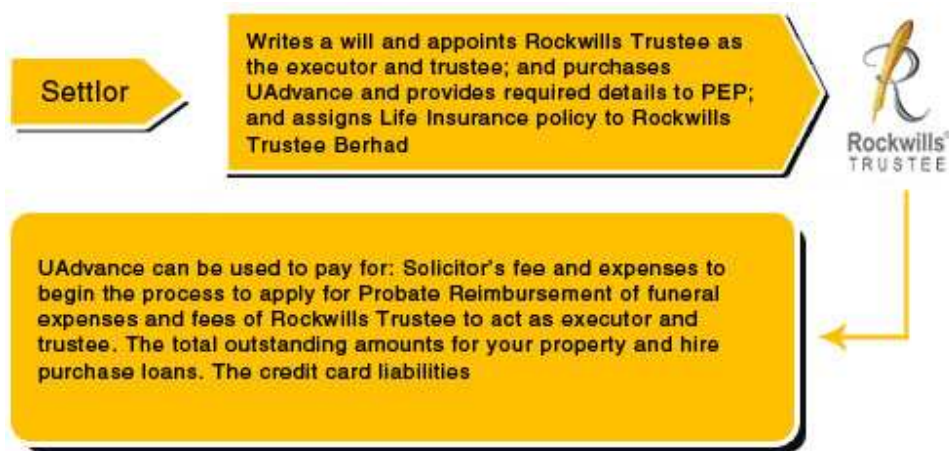 Settlor
Writes a will and appoints Rockwills Trustee as
the executor and trustee; and purchases
UAdvance and provides required details to PEP;
and assigns Life Insurance policy to Rockwills
Trustee Berhad
Rockwills®
TRUSTEE
UAdvance can be used to pay for: Solicitor's fee and expenses to
begin the process to apply for Probate Reimbursement of funeral
expenses and fees of Rockwills Trustee to act as executor and
trustee. The total outstanding amounts for your property and hire
purchase loans. The credit card liabilities